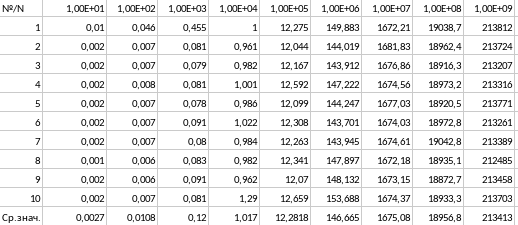 Nº/N 1,00E+01 1,00E+02 1,00E+03 1,00E+04 1,00E+05 1,00E+06 1,00E+07 1,00E+08 1,00E+09
1 0,01 0,046 0,455 1 12,275 149,883 1672,21 19038,7 213812
2 0,002 0,007 0,081 0,961 12,044 144,019 1681,83 18962,4 213724
3 0,002 0,007 0,079 0,982 12,167 143,912 1676,86 18916,3 213207
4 0,002 0,008 0,081 1,001 12,592 147,222 1674,56 18973,2 213316
5 0,002 0,007 0,078 0,986 12,099 144,247 1677,03 18920,5 213771
6 0,002 0,007 0,091 1,022 12,308 143,701 1674,03 18972,8 213261
7 0,002 0,007 0,08 0,984 12,263 143,945 1674,61 19042,8 213389
8 0,001 0,006 0,083 0,982 12,341 147,897 1672,18 18935,1 212485
9 0,002 0,006 0,091 0,962 12,07 148,132 1673,15 18872,7 213458
10 0,002 0,007 0,081 1,29 12,659 153,688 1674,37 18933,3 213703
Ср.знач. 0,0027 0,0108 0,12 1,017 12,2818 146,665 1675,08 18956,8 213413